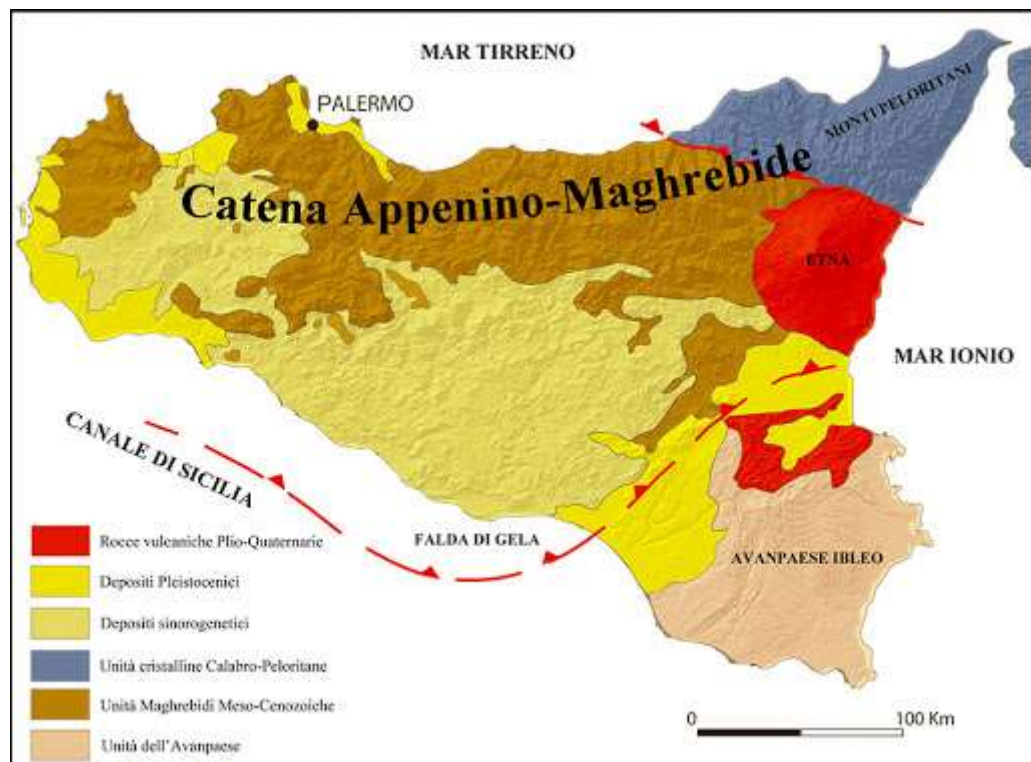 MAR TIRRENO
PALERMO
MONTI PELORITANI
Catena Appenino-Maghrebide
ETNA
MAR IONIO
CANALE DI SICILIA
FALDA DI GELA
AVANPAESE IBLEO
Rocce vulcaniche Plio-Quaternarie
Depositi Pleistocenici
Depositi sinorogenetici
Unità cristalline Calabro-Peloritane
Unità Maghrebidi Meso-Cenozoiche
Unità dell'Avanpaese
0 100 Km